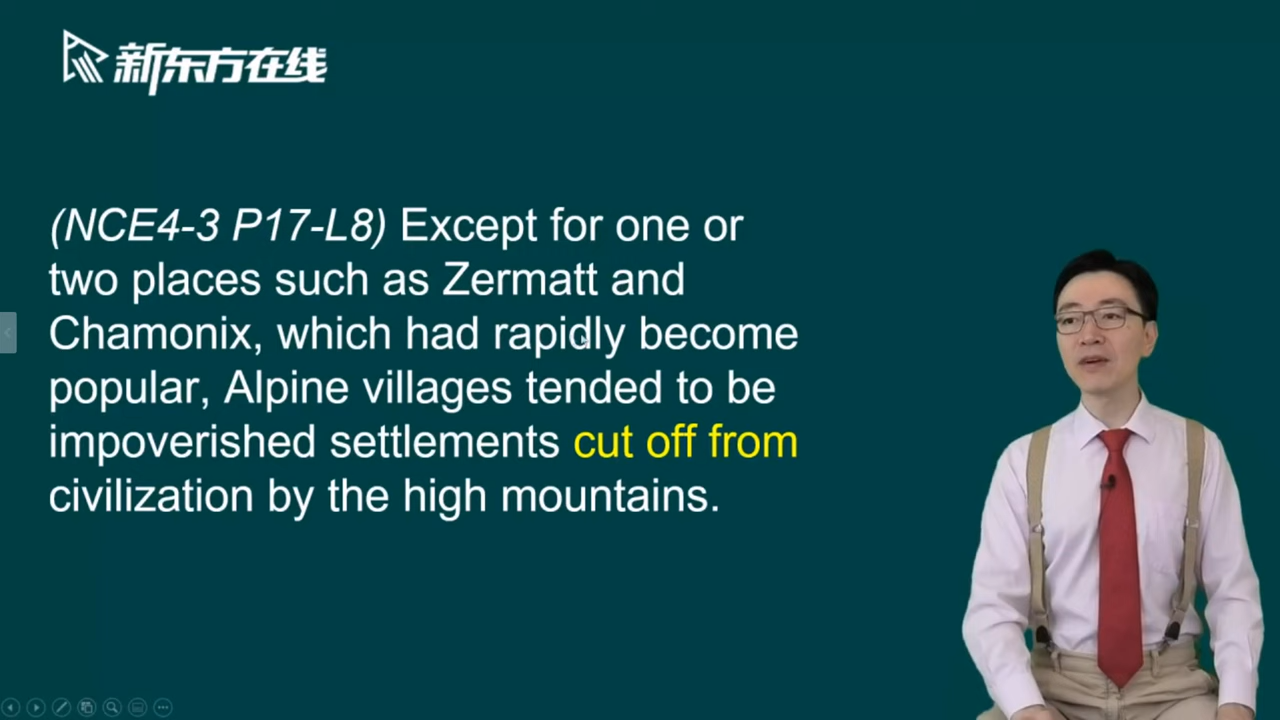 新东方在线
(NCE4-3 P17-L8) Except for one or
two places such as Zermatt and
Chamonix, which had rapidly become
popular, Alpine villages tended to be
impoverished settlements cut off from
civilization by the high mountains.